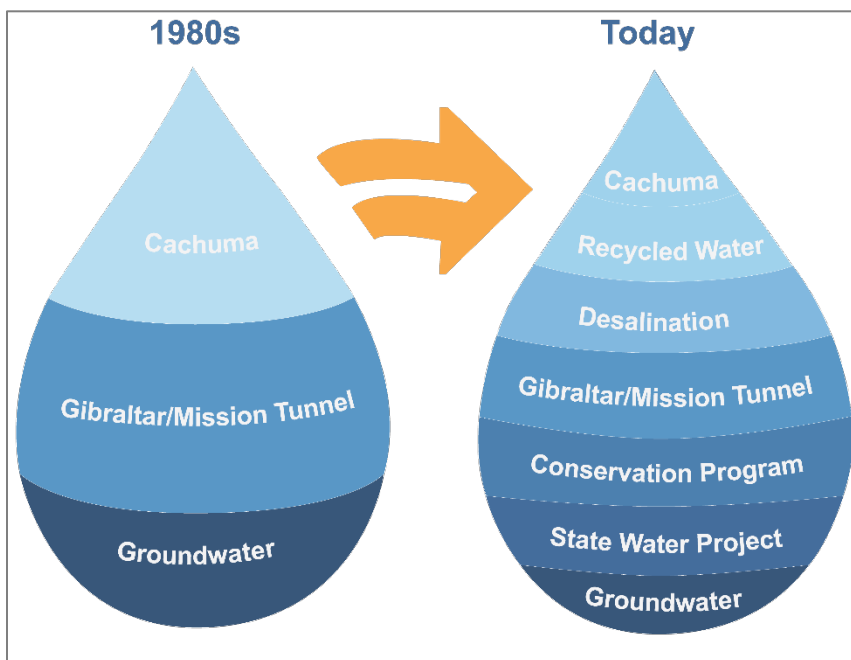 1980s
Cachuma
Gibraltar/Mission Tunnel
Groundwater
Today
Cachuma
Recycled Water
Desalination
Gibraltar/Mission Tunnel
Conservation Program
State Water Project
Groundwater